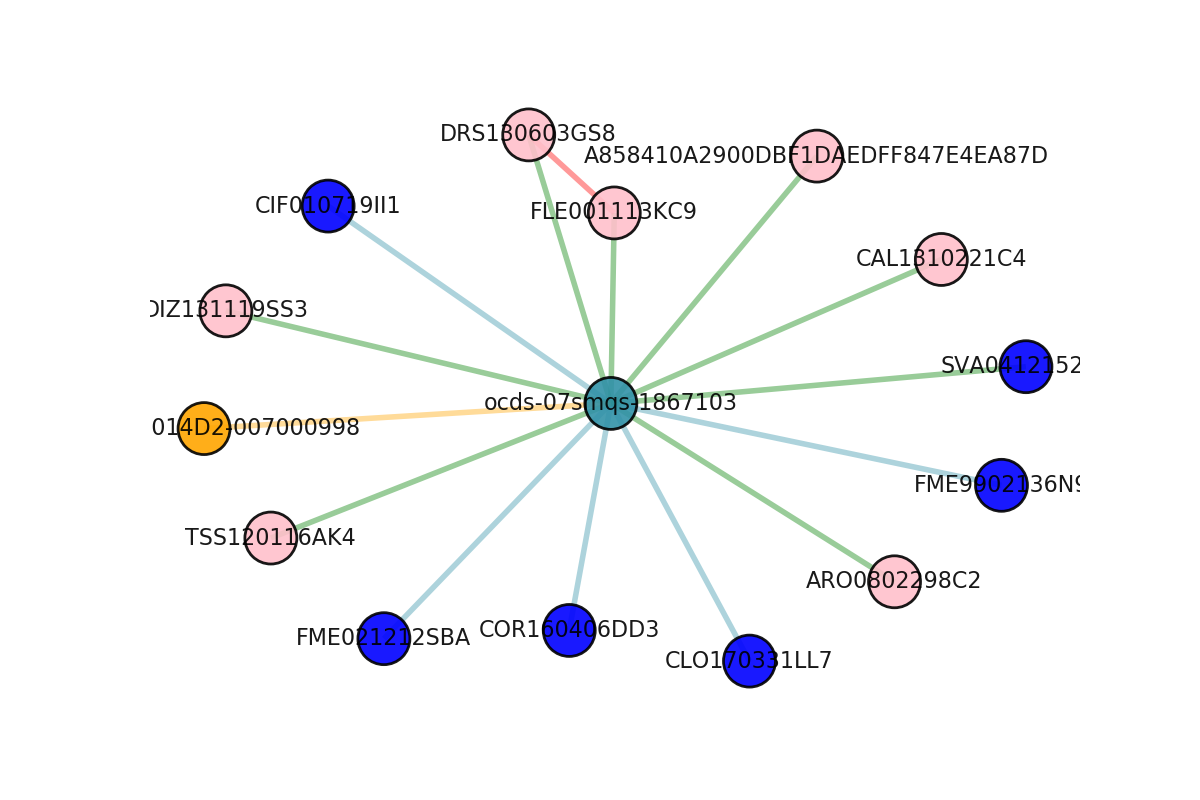 DRS130603GS8
A858410A2900DBF1DAEDFF847E4EA87D
CIF010719II1
FLE001113KC9
CAL1310221C4
DIZ131119SS3
SVA0412152
ocds-07smqs-1867103
014D2-007000998
FME9902136N9
TSS120116AK4
ARO0802298C2
FME021212SBA
COR160406DD3
CLO170331LL7